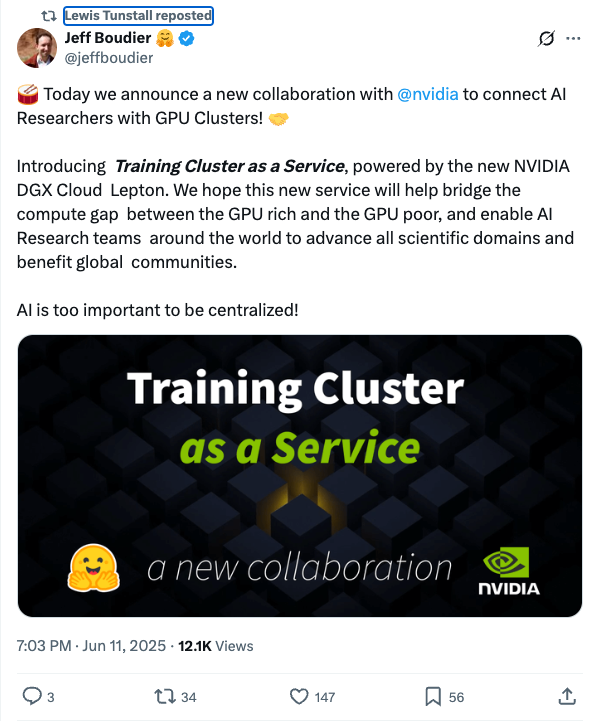 Lewis Tunstall reposted
Jeff Boudier 🤗
@jeffboudier
🥁 Today we announce a new collaboration with @nvidia to connect AI
Researchers with GPU Clusters! 🤝
Introducing Training Cluster as a Service, powered by the new NVIDIA
DGX Cloud Lepton. We hope this new service will help bridge the
compute gap between the GPU rich and the GPU poor, and enable AI
Research teams around the world to advance all scientific domains and
benefit global communities.
AI is too important to be centralized!
Training Cluster
as a Service
a new collaboration
NVIDIA
7:03 PM · Jun 11, 2025 · 12.1K Views
3 34 147 56